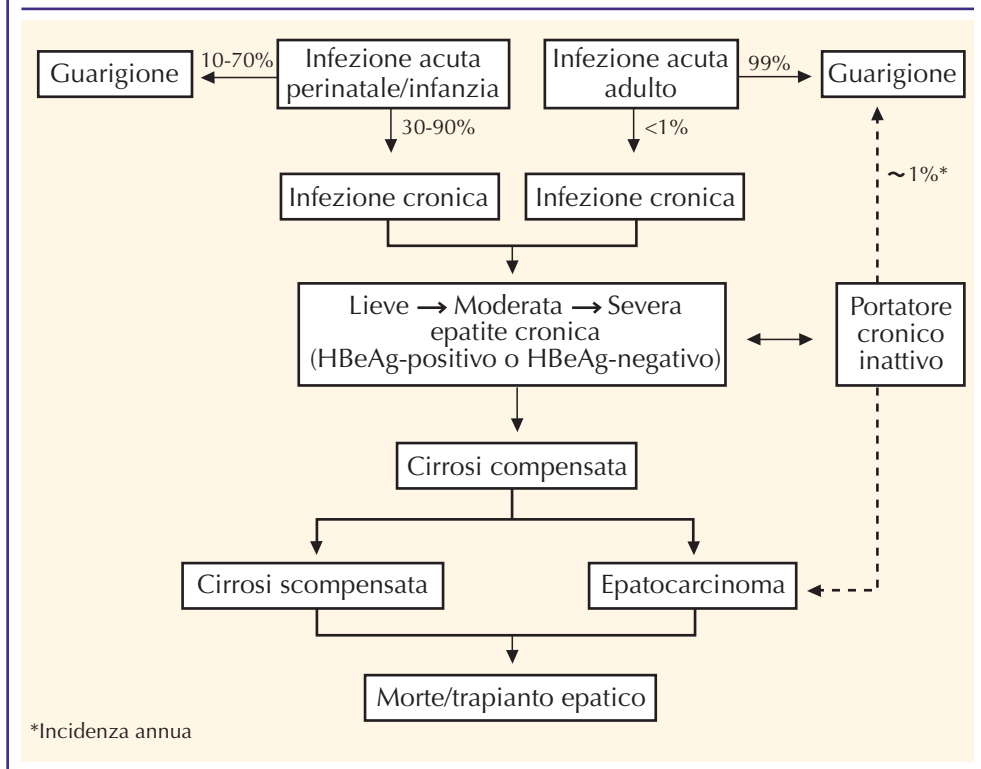 Guarigione
10-70%
Infezione acuta
perinatale/infanzia
Infezione acuta
adulto
99%
Guarigione
30-90%
<1%
~1%*
Infezione cronica
Infezione cronica
Lieve → Moderata → Severa
epatite cronica
(HBeAg-positivo o HBeAg-negativo)
Portatore
cronico
inattivo
Cirrosi compensata
Cirrosi scompensata
Epatocarcinoma
Morte/trapianto epatico
*Incidenza annua